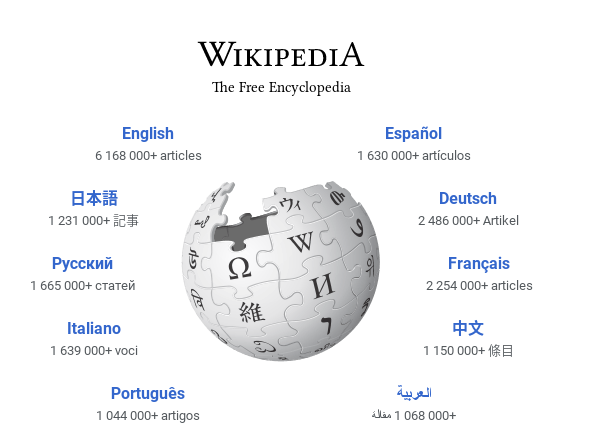 WIKIPEDIA
The Free Encyclopedia
English
6 168 000+ articles
Español
1 630 000+ artículos
日本語
1 231 000+ 記事
Deutsch
2 486 000+ Artikel
Русский
1 665 000+ статей
Français
2 254 000+ articles
Italiano
1 639 000+ voci
中文
1 150 000+ 條目
Português
1 044 000+ artigos
العربية
1 068 000+ مقالة
Ω
W
И
維
ウィ